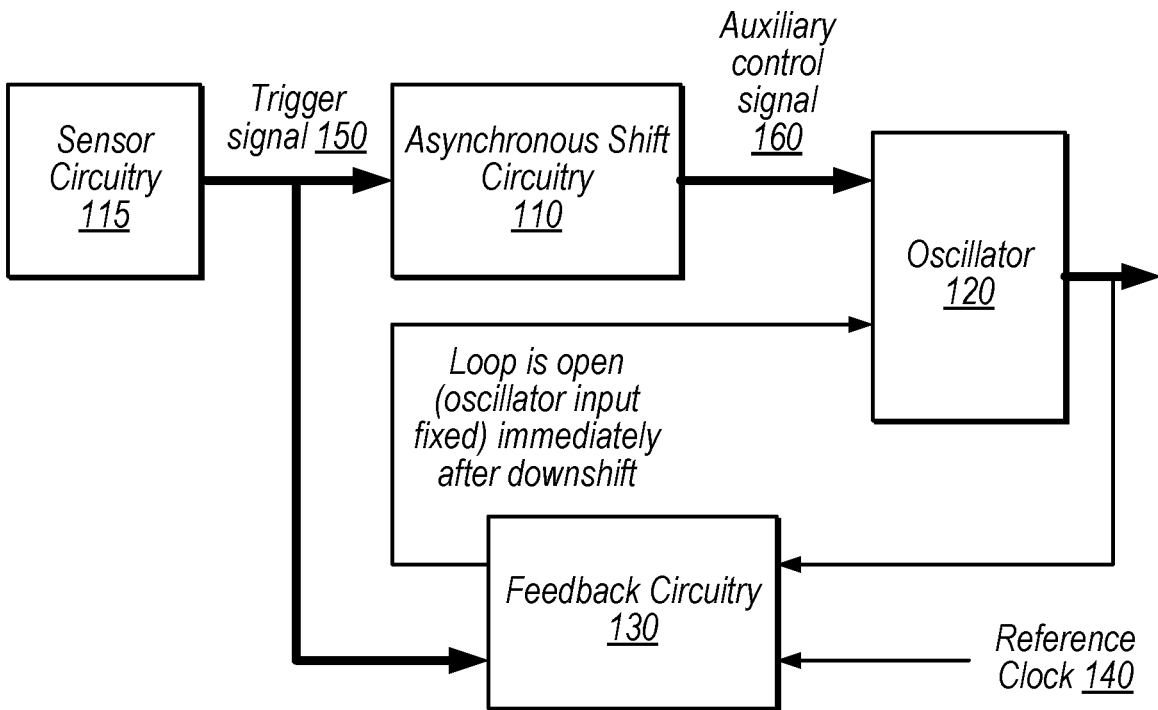 Sensor
Circuitry
115
Trigger
signal 150
Asynchronous Shift
Circuitry
110
Auxiliary
control
signal
160
Oscillator
120
Loop is open
(oscillator input
fixed) immediately
after downshift
Feedback Circuitry
130
Reference
Clock 140